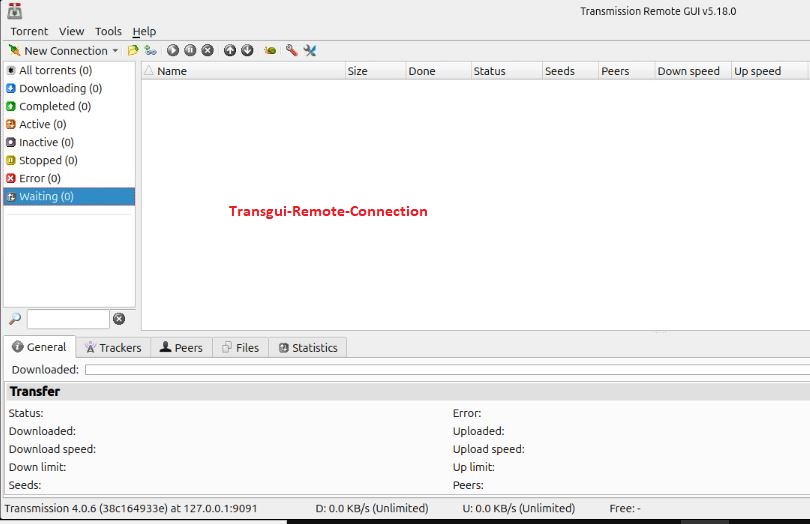 Transmission Remote GUI v5.18.0
Torrent View Tools Help
New Connection
All torrents (0)
Downloading (0)
Completed (0)
Active (0)
Inactive (0)
Stopped (0)
Error (0)
Waiting (0)
Name Size Done Status Seeds Peers Down speed Up speed
Transgui-Remote-Connection
General Trackers Peers Files Statistics
Downloaded:
Transfer
Status: Error:
Downloaded: Uploaded:
Download speed: Upload speed:
Down limit: Up limit:
Seeds: Peers:
Transmission 4.0.6 (38c164933e) at 127.0.0.1:9091 D: 0.0 KB/s (Unlimited) U: 0.0 KB/s (Unlimited) Free: -